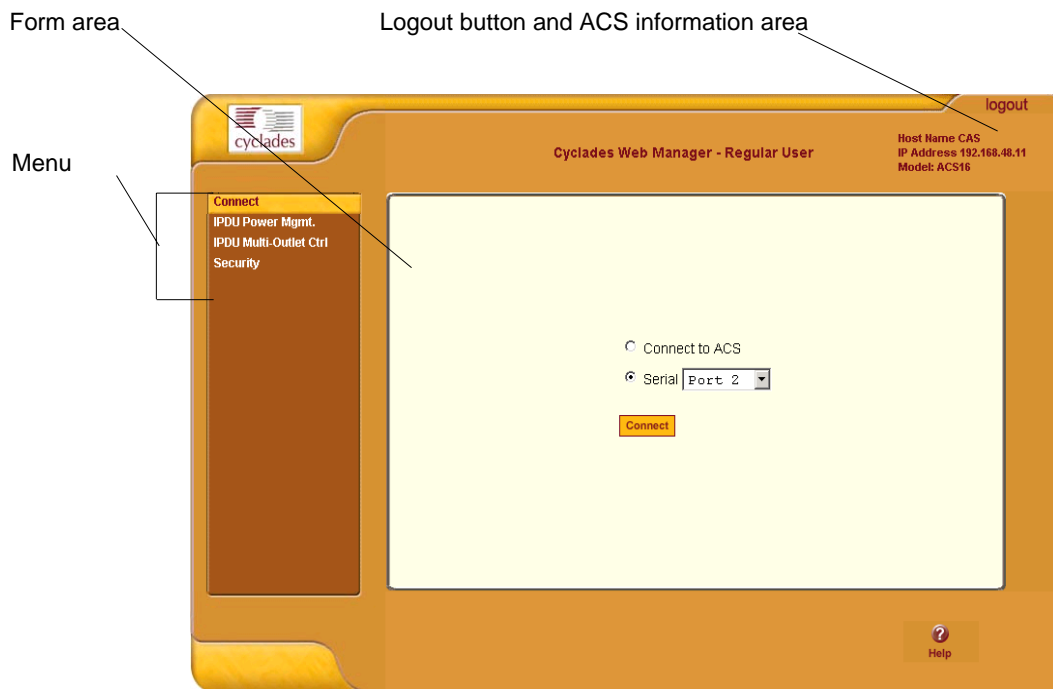 Form area
Logout button and ACS information area
logout
cyclades
Host Name CAS
Cyclades Web Manager - Regular User
IP Address 192.168.48.11
Model: ACS16
Menu
Connect
IPDU Power Mgmt.
IPDU Multi-Outlet Ctrl
Security
Connect to ACS
Serial Port 2
Connect
?
Help